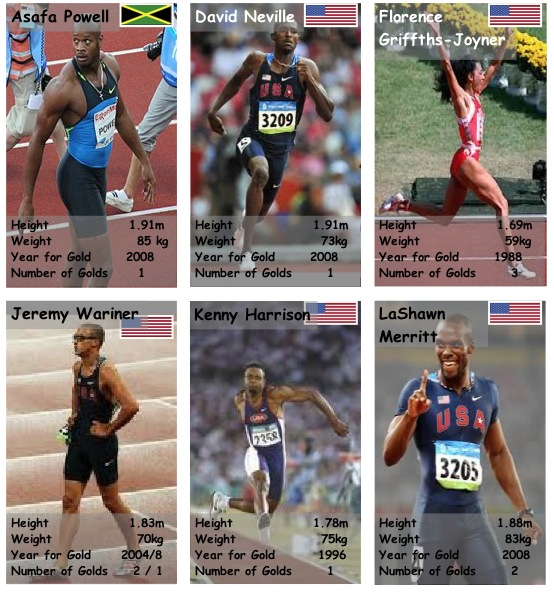 Asafa Powell
POWE
Height 1.91m
Weight 85 kg
Year for Gold 2008
Number of Golds 1
David Neville
USA
3209
Height 1.91m
Weight 73kg
Year for Gold 2008
Number of Golds 1
Florence
Griffths-Joyner
Height 1.69m
Weight 59kg
Year for Gold 1988
Number of Golds 3
Jeremy Wariner
Height 1.83m
Weight 70kg
Year for Gold 2004/8
Number of Golds 2 / 1
Kenny Harrison
USA
2358
Height 1.78m
Weight 75kg
Year for Gold 1996
Number of Golds 1
LaShawn
Merritt
USA
3205
Height 1.88m
Weight 83kg
Year for Gold 2008
Number of Golds 2